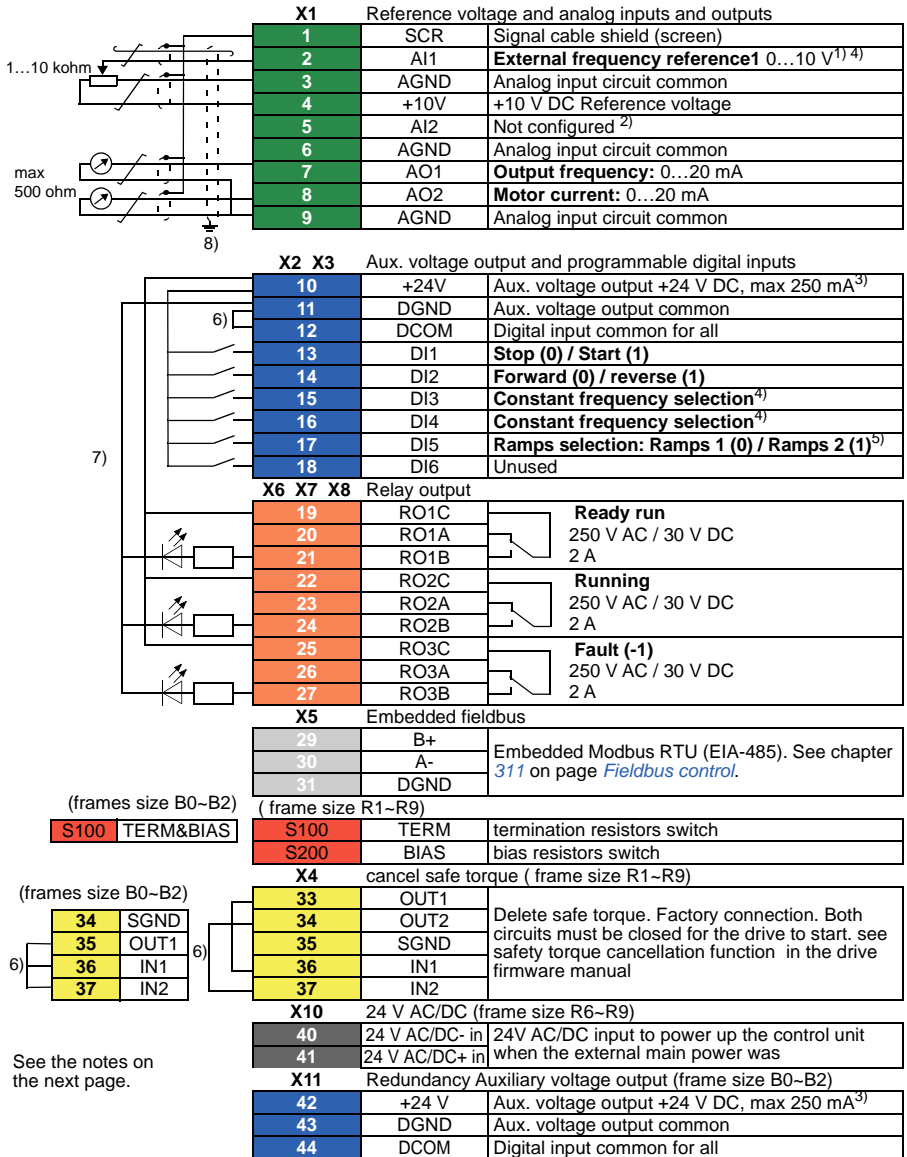 X1 Reference voltage and analog inputs and outputs
1 SCR Signal cable shield (screen)
2 AI1 External frequency reference1 0…10 V1) 4)
1…10 kohm
3 AGND Analog input circuit common
4 +10V +10 V DC Reference voltage
5 AI2 Not configured 2)
6 AGND Analog input circuit common
max
500 ohm
7 AO1 Output frequency: 0…20 mA
8 AO2 Motor current: 0…20 mA
9 AGND Analog input circuit common
8)
X2 X3 Aux. voltage output and programmable digital inputs
10 +24V Aux. voltage output +24 V DC, max 250 mA3)
11 DGND Aux. voltage output common
6)
12 DCOM Digital input common for all
13 DI1 Stop (0) / Start (1)
14 DI2 Forward (0) / reverse (1)
15 DI3 Constant frequency selection4)
16 DI4 Constant frequency selection4)
17 DI5 Ramps selection: Ramps 1 (0) / Ramps 2 (1)5)
7)
18 DI6 Unused
X6 X7 X8 Relay output
19 RO1C Ready run
20 RO1A 250 V AC / 30 V DC
21 RO1B 2 A
22 RO2C Running
23 RO2A 250 V AC / 30 V DC
24 RO2B 2 A
25 RO3C Fault (-1)
26 RO3A 250 V AC / 30 V DC
27 RO3B 2 A
X5 Embedded fieldbus
29 B+
30 A-
31 DGND
Embedded Modbus RTU (EIA-485). See chapter
311 on page Fieldbus control.
(frames size B0~B2)
S100 TERM&BIAS
( frame size R1~R9)
S100 TERM termination resistors switch
S200 BIAS bias resistors switch
X4 cancel safe torque ( frame size R1~R9)
33 OUT1
34 OUT2
35 SGND
36 IN1
37 IN2
Delete safe torque. Factory connection. Both
circuits must be closed for the drive to start. see
safety torque cancellation function in the drive
firmware manual
6)
(frames size B0~B2)
34 SGND
35 OUT1
36 IN1
37 IN2
6)
X10 24 V AC/DC (frame size R6~R9)
40 24 V AC/DC- in 24V AC/DC input to power up the control unit
41 24 V AC/DC+ in when the external main power was
See the notes on
the next page.
X11 Redundancy Auxiliary voltage output (frame size B0~B2)
42 +24 V Aux. voltage output +24 V DC, max 250 mA3)
43 DGND Aux. voltage output common
44 DCOM Digital input common for all